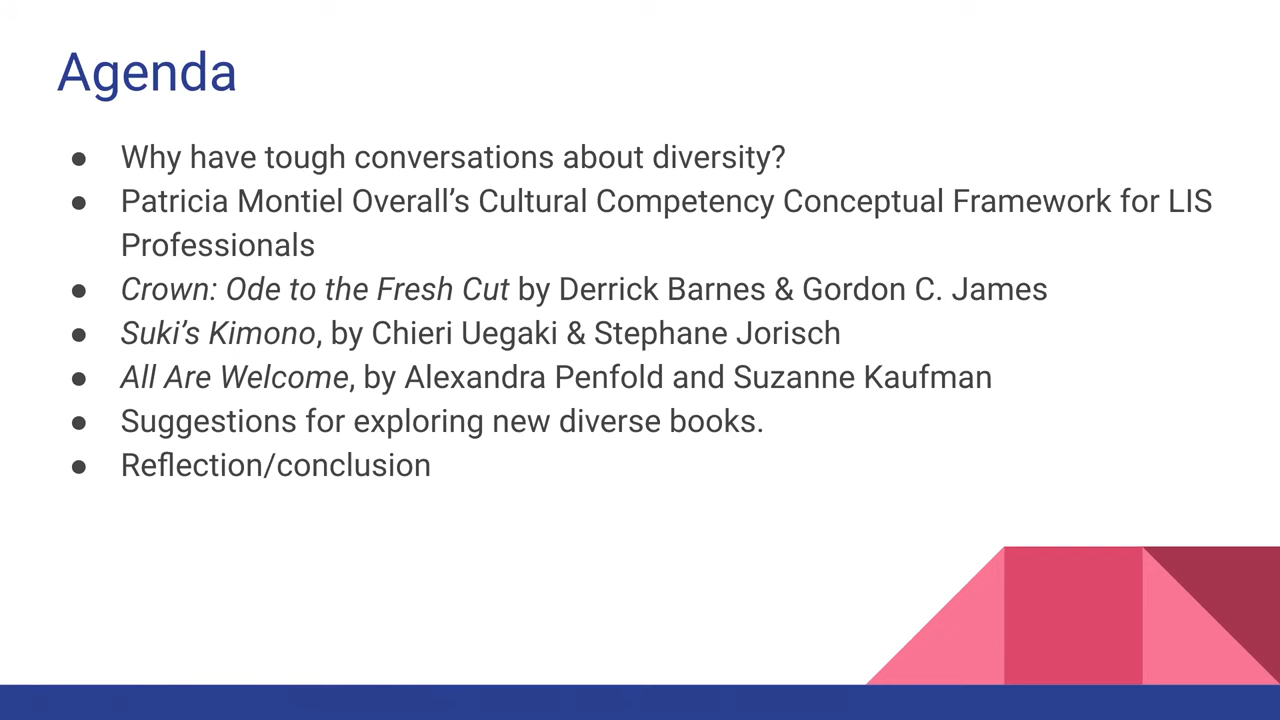 Agenda
● Why have tough conversations about diversity?
● Patricia Montiel Overall’s Cultural Competency Conceptual Framework for LIS
Professionals
● Crown: Ode to the Fresh Cut by Derrick Barnes & Gordon C. James
● Suki’s Kimono, by Chieri Uegaki & Stephane Jorisch
● All Are Welcome, by Alexandra Penfold and Suzanne Kaufman
● Suggestions for exploring new diverse books.
● Reflection/conclusion